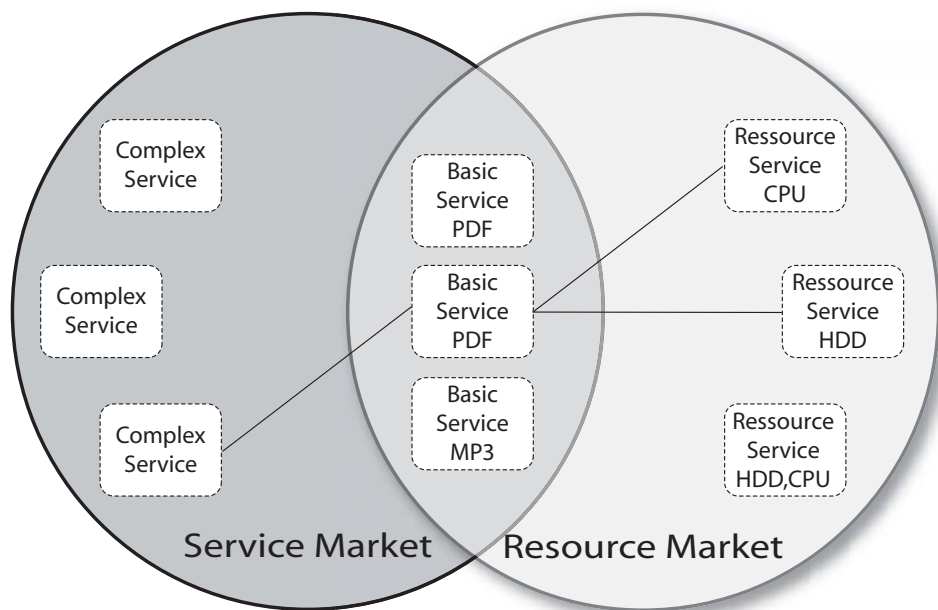 Complex
Service
Complex
Service
Complex
Service
Basic
Service
PDF
Basic
Service
PDF
Basic
Service
MP3
Ressource
Service
CPU
Ressource
Service
HDD
Ressource
Service
HDD,CPU
Service Market
Resource Market